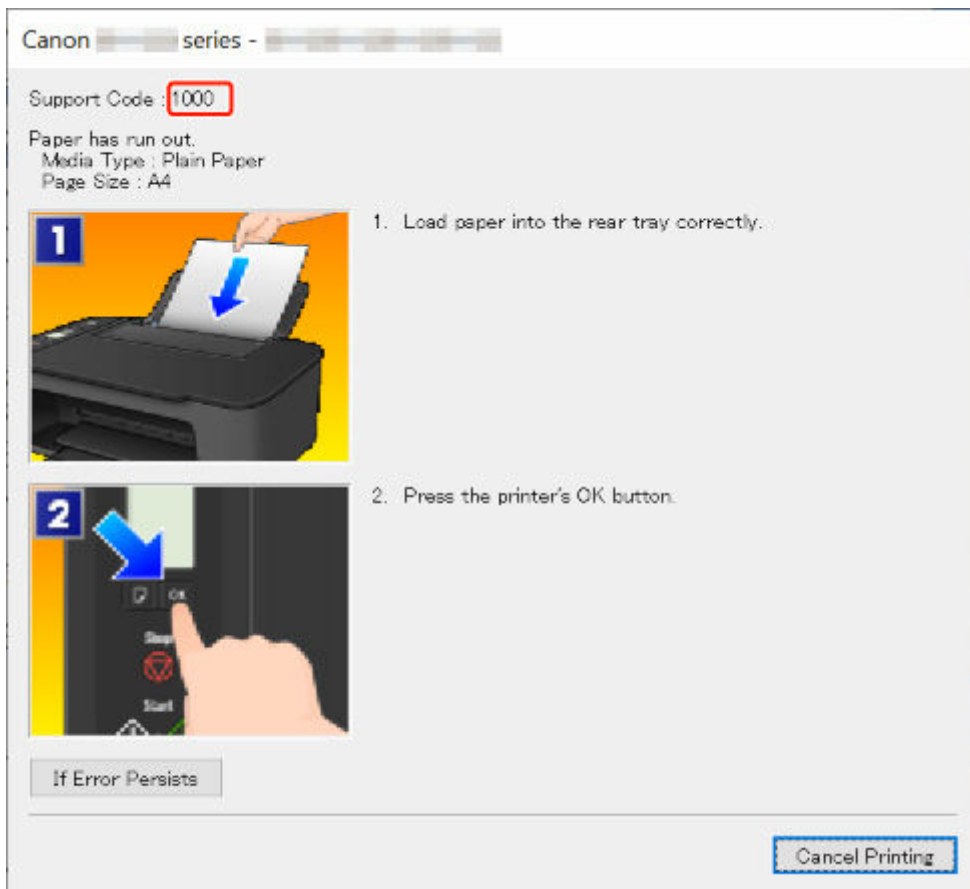 Canon series -
Support Code : 1000
Paper has run out.
Media Type : Plain Paper
Page Size : A4
1
1. Load paper into the rear tray correctly.
2
2. Press the printer's OK button.
OK
Stop
Start
If Error Persists
Cancel Printing